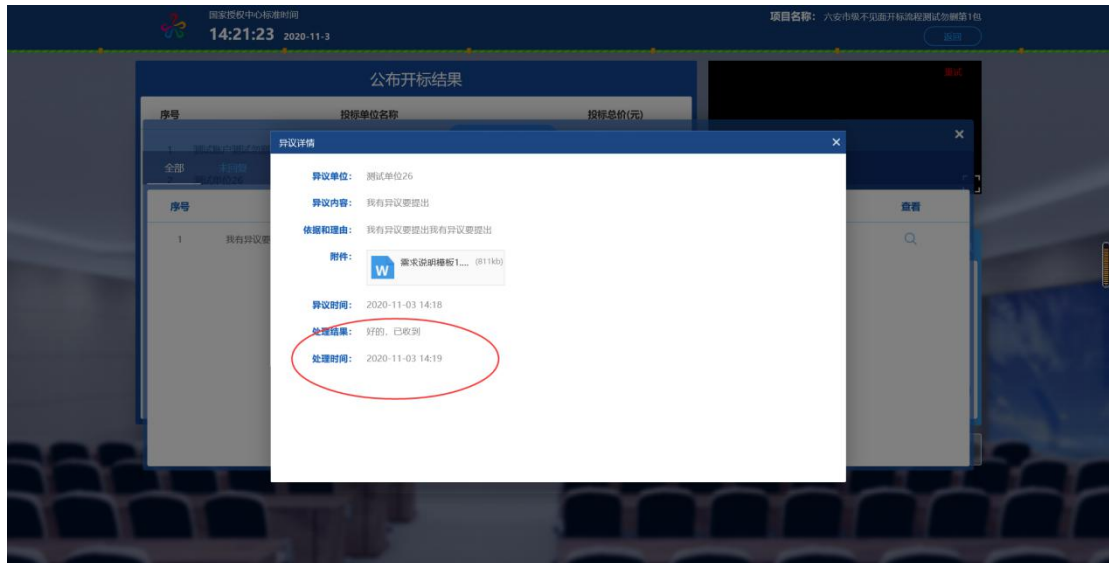 国家授权中心标准时间
14:21:23 2020-11-3
项目名称：六安市级不见面开标流程测试勿删第1包
返回
公布开标结果
测试
序号 投标单位名称 投标总价(元)
异议详情
全部
异议单位： 测试单位26
序号
异议内容： 我有异议要提出
查看
依据和理由： 我有异议要提出我有异议要提出
1 我有异议要
附件： 需求说明模板1.... (811kb)
异议时间： 2020-11-03 14:18
处理结果： 好的，已收到
处理时间： 2020-11-03 14:19